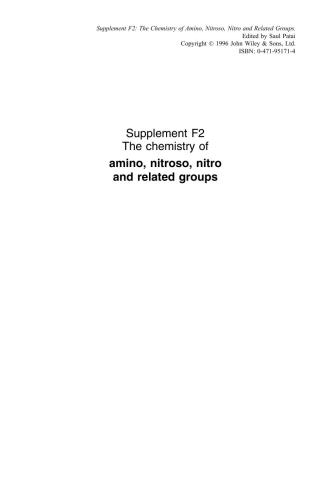 Supplement F2: The Chemistry of Amino, Nitroso, Nitro and Related Groups.
Edited by Saul Patai
Copyright © 1996 John Wiley & Sons, Ltd.
ISBN: 0-471-95171-4
Supplement F2
The chemistry of
amino, nitroso, nitro
and related groups